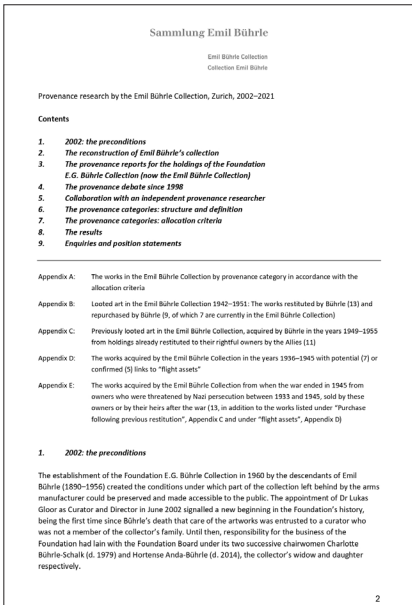 Sammlung Emil Bührle
Emil Bührle Collection
Collection Emil Bührle
Provenance research by the Emil Bührle Collection, Zurich, 2002–2021
Contents
1. 2002: the preconditions
2. The reconstruction of Emil Bührle's collection
3. The provenance reports for the holdings of the Foundation
E.G. Bührle Collection (now the Emil Bührle Collection)
4. The provenance debate since 1998
5. Collaboration with an independent provenance researcher
6. The provenance categories: structure and definition
7. The provenance categories: allocation criteria
8. The results
9. Enquiries and position statements
Appendix A: The works in the Emil Bührle Collection by provenance category in accordance with the
allocation criteria
Appendix B: Looted art in the Emil Bührle Collection 1942–1951: The works restituted by Bührle (13) and
repurchased by Bührle (9, of which 7 are currently in the Emil Bührle Collection)
Appendix C: Previously looted art in the Emil Bührle Collection, acquired by Bührle in the years 1949–1955
from holdings already restituted to their rightful owners by the Allies (11)
Appendix D: The works acquired by the Emil Bührle Collection in the years 1936–1945 with potential (7) or
confirmed (5) links to "flight assets"
Appendix E: The works acquired by the Emil Bührle Collection from when the war ended in 1945 from
owners who were threatened by Nazi persecution between 1933 and 1945, sold by these
owners or by their heirs after the war (13, in addition to the works listed under "Purchase
following previous restitution", Appendix C and under "flight assets", Appendix D)
1. 2002: the preconditions
The establishment of the Foundation E.G. Bührle Collection in 1960 by the descendants of Emil
Bührle (1890–1956) created the conditions under which part of the collection left behind by the arms
manufacturer could be preserved and made accessible to the public. The appointment of Dr Lukas
Gloor as Curator and Director in June 2002 signalled a new beginning in the Foundation's history,
being the first time since Bührle's death that care of the artworks was entrusted to a curator who
was not a member of the collector's family. Until then, responsibility for the business of the
Foundation had lain with the Foundation Board under its two successive chairwomen Charlotte
Bührle-Schalk (d. 1979) and Hortense Anda-Bührle (d. 2014), the collector's widow and daughter
respectively.
2